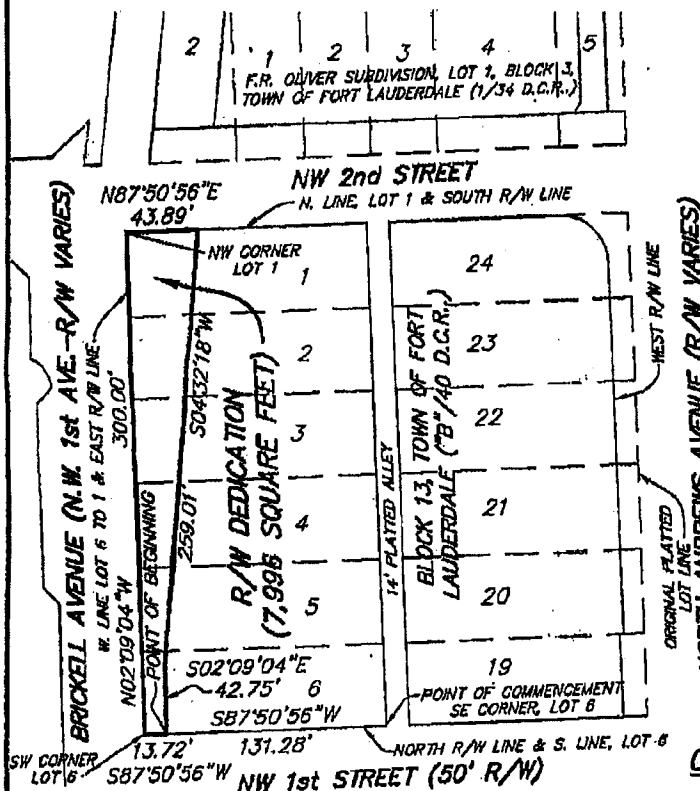 2
1
2
3
4
5
F.R. OLIVER SUBDIVISION, LOT 1, BLOCK 3,
TOWN OF FORT LAUDERDALE (1/34 D.C.R.,)
NW 2nd STREET
N87°50'56"E
43.89'
N. LINE, LOT 1 & SOUTH R/W LINE
NW CORNER
LOT 1
1
2
3
4
5
6
24
23
22
21
20
19
BRICKELL AVENUE (N.W. 1st AVE.-R/W VARIES)
W. LINE LOT 6 TO 1 & EAST R/W LINE
300.00'
N02°09'04"W
POINT OF BEGINNING
S04°32'18"W
259.01'
R/W DEDICATION
(7,996 SQUARE FEET)
14' PLATTED ALLEY
BLOCK 13, TOWN OF FORT
LAUDERDALE ("B"/40 D.C.R.,)
WEST R/W LINE
ORIGINAL PLATTED
LOT LINE
NORTH ANDREWS AVENUE (R/W VARIES)
S02°09'04"E
42.75'
S87°50'56"W
POINT OF COMMENCEMENT
SE CORNER, LOT 6
SW CORNER
LOT 6
13.72'
131.28'
S87°50'56"W
NORTH R/W LINE & S. LINE, LOT 6
NW 1st STREET (50' R/W)